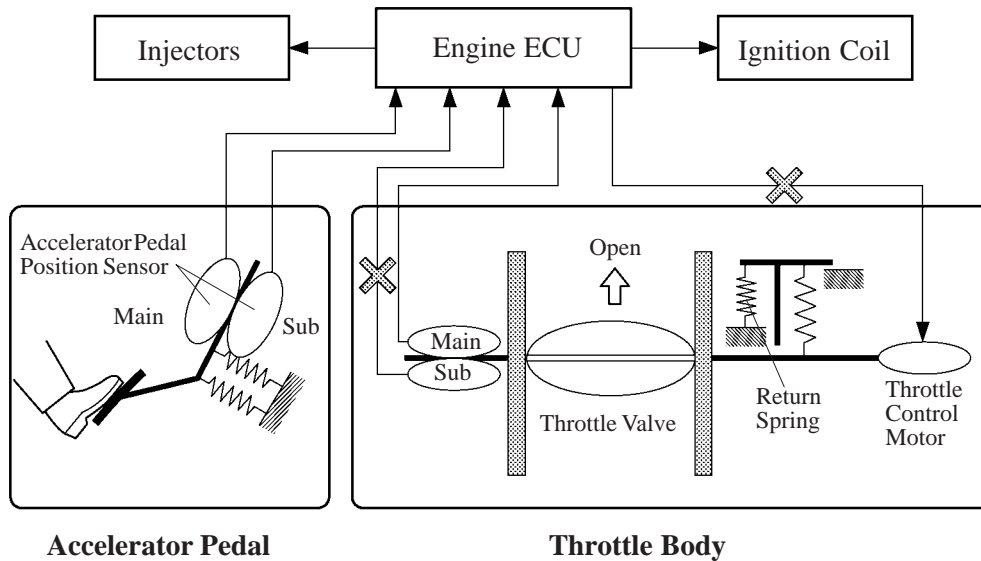 Injectors
Engine ECU
Ignition Coil
Accelerator Pedal
Position Sensor
Main
Sub
Open
Main
Sub
Throttle Valve
Return
Spring
Throttle
Control
Motor
Accelerator Pedal
Throttle Body